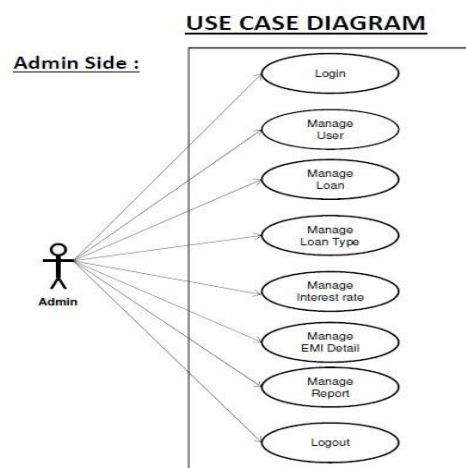 USE CASE DIAGRAM
Admin Side :
Login
Manage
User
Manage
Loan
Manage
Loan Type
Admin
Manage
Interest rate
Manage
EMI Detail
Manage
Report
Logout